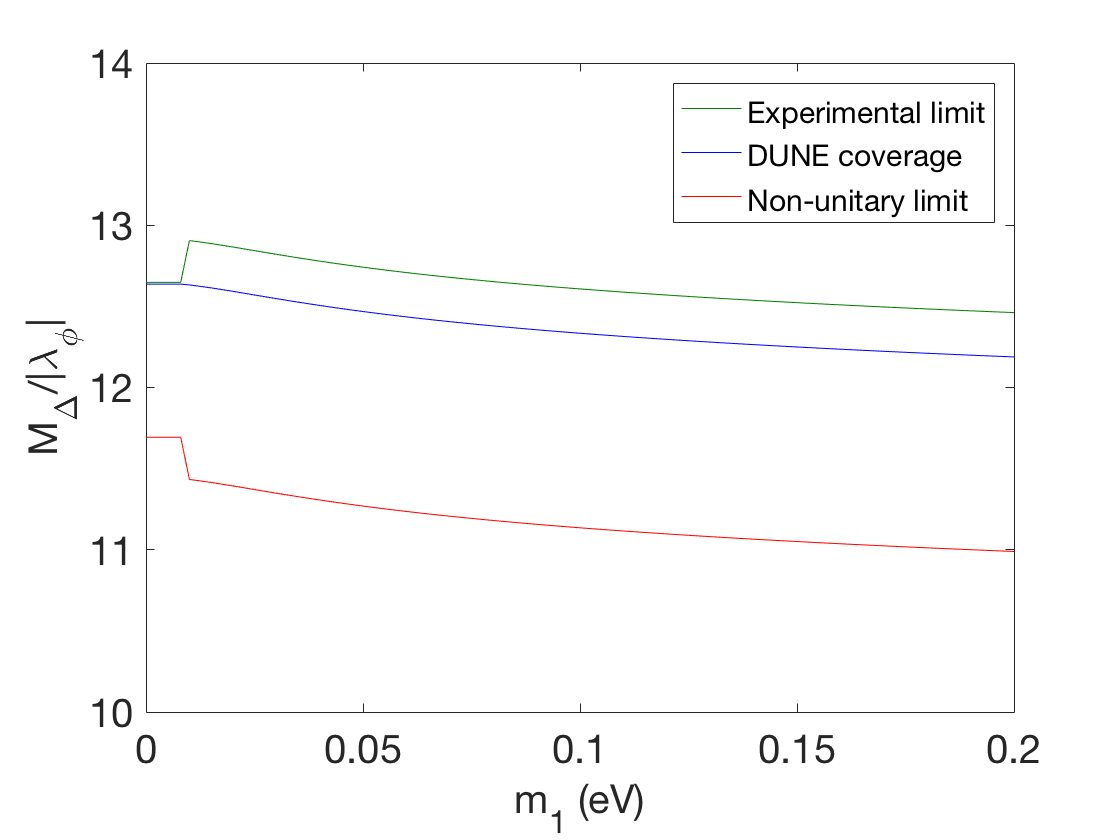 14
13
12
11
10
0
0.05
0.1
0.15
0.2
M_Δ/|λ_ϕ|
m_1 (eV)
Experimental limit
DUNE coverage
Non-unitary limit